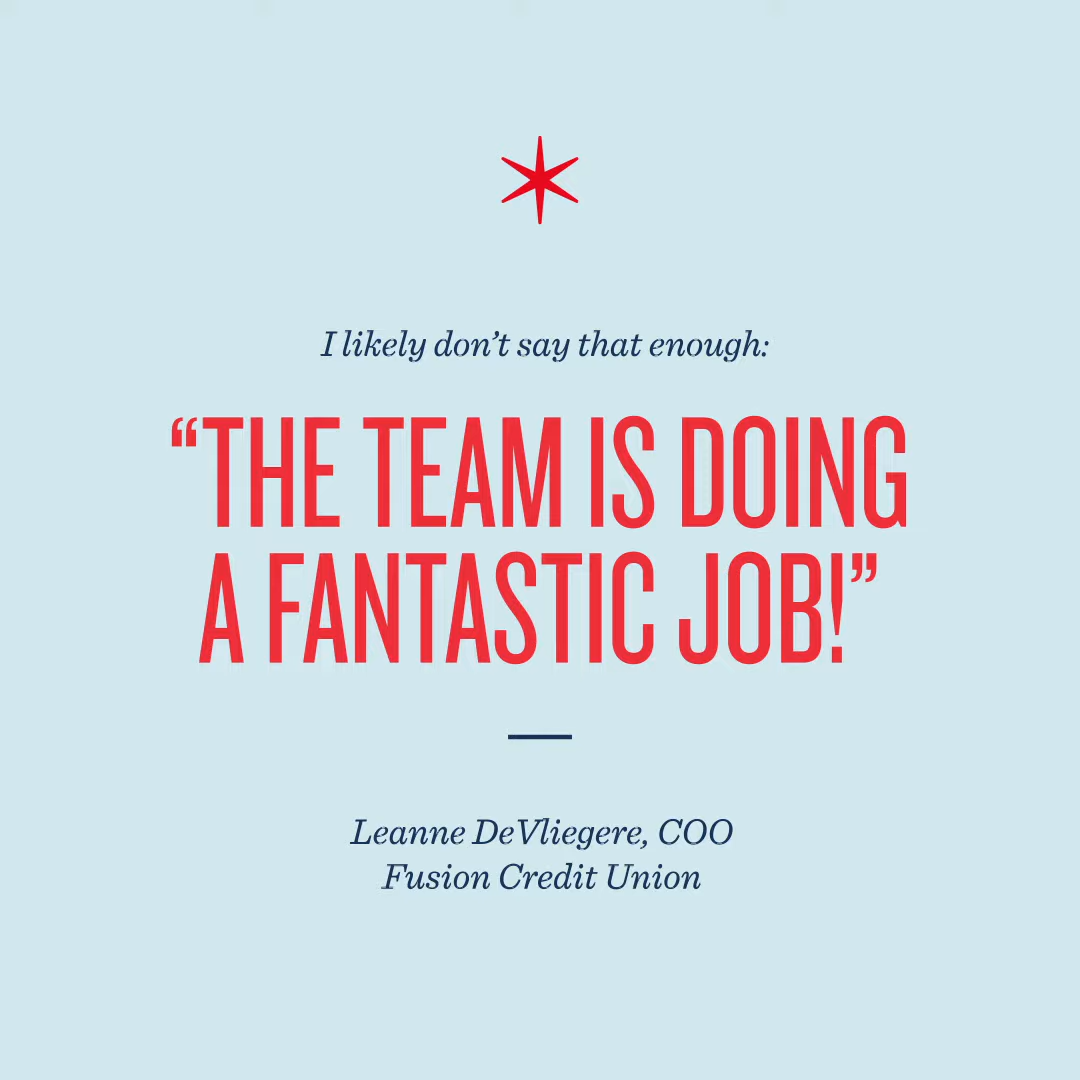 I likely don’t say that enough:
“THE TEAM IS DOING
A FANTASTIC JOB!”
Leanne DeVliegere, COO
Fusion Credit Union